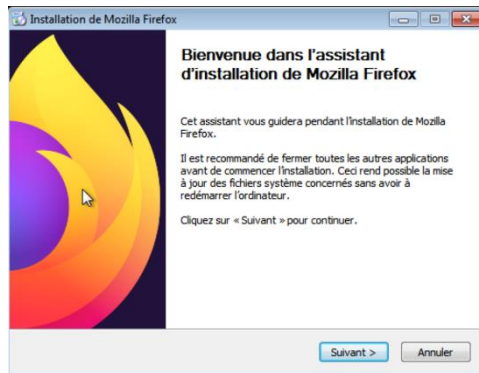 Installation de Mozilla Firefox
Bienvenue dans l'assistant
d'installation de Mozilla Firefox
Cet assistant vous guidera pendant l'installation de Mozilla
Firefox.
Il est recommandé de fermer toutes les autres applications
avant de commencer l'installation. Ceci rend possible la mise
à jour des fichiers système concernés sans avoir à
redémarrer l'ordinateur.
Cliquez sur « Suivant » pour continuer.
Suivant > Annuler